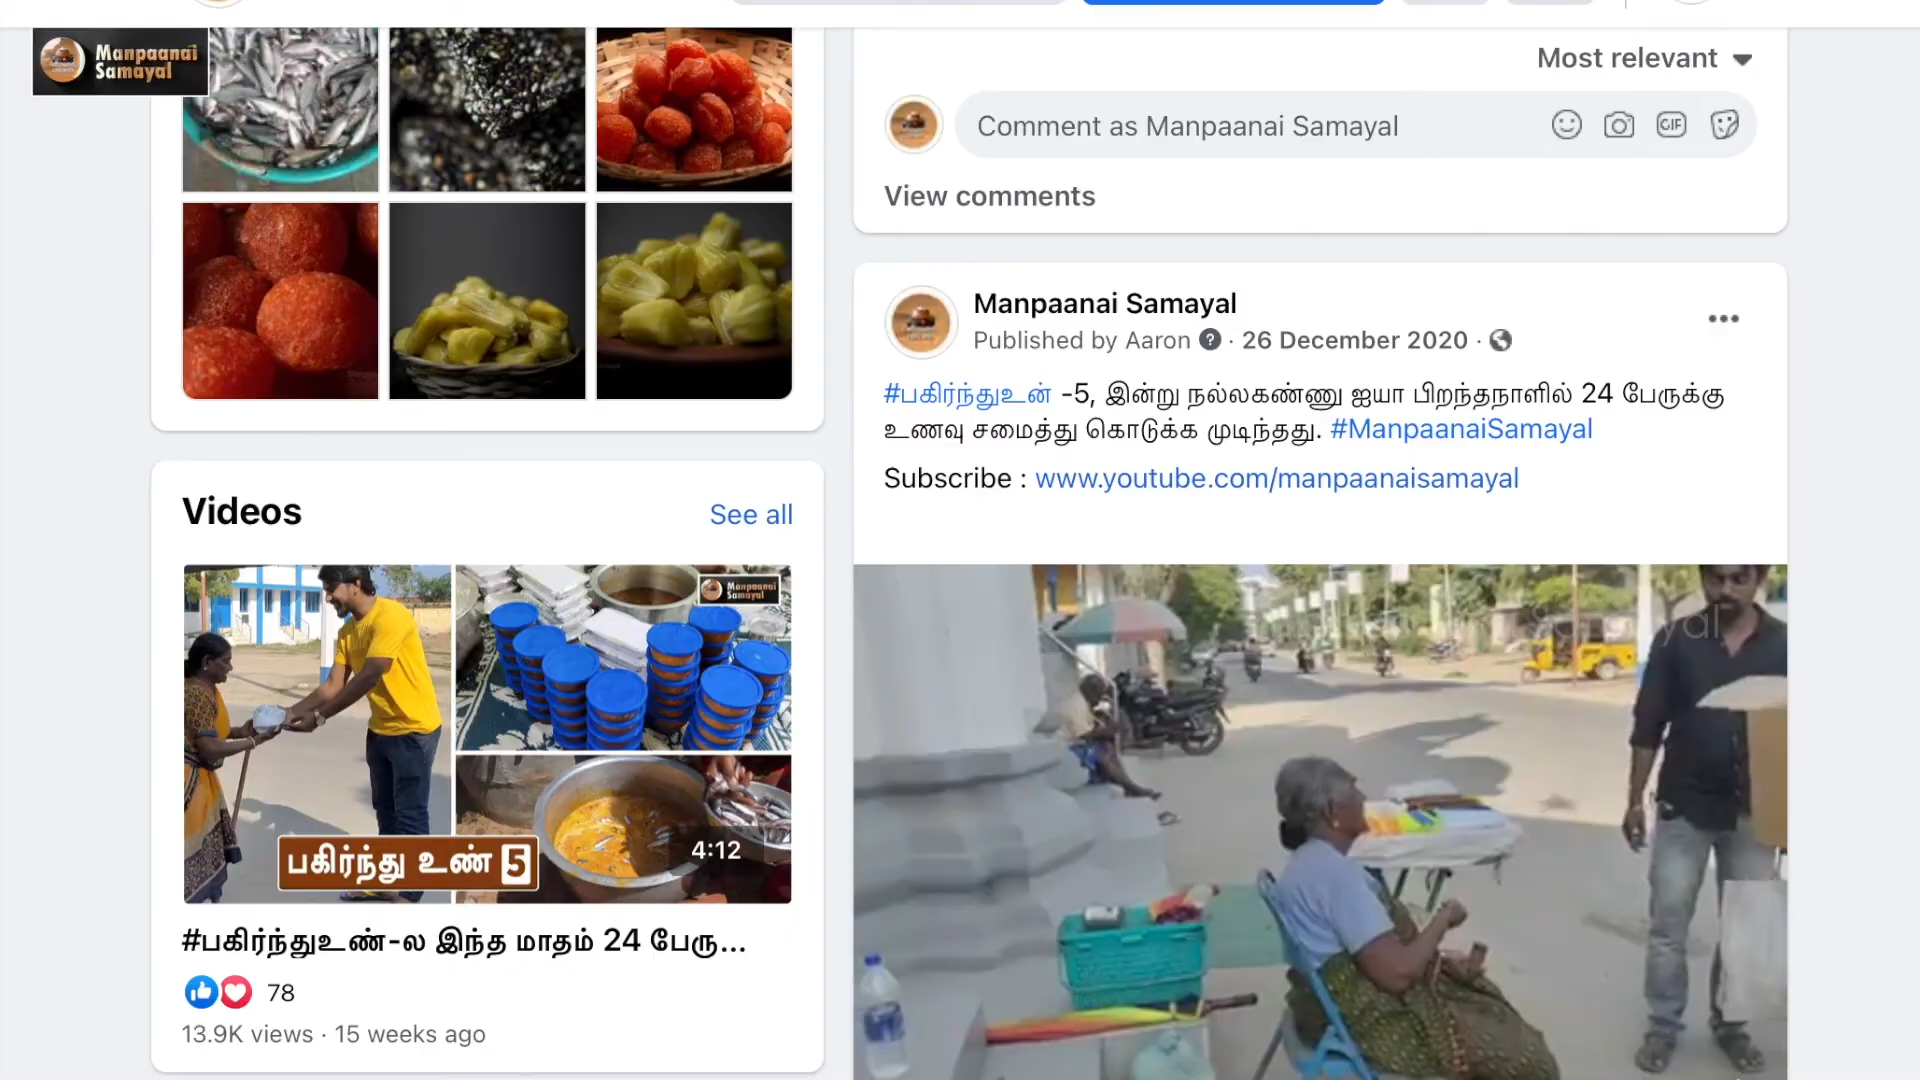 Manpaanai
Samayal
Most relevant
Comment as Manpaanai Samayal
GIF
View comments
Manpaanai Samayal
Published by Aaron · 26 December 2020 ·
#பகிர்ந்துஉன் -5, இன்று நல்லகண்ணு ஐயா பிறந்தநாளில் 24 பேருக்கு
உணவு சமைத்து கொடுக்க முடிந்தது. #ManpaanaiSamayal
Subscribe : www.youtube.com/manpaanaisamayal
Videos
See all
Manpaanai
Samayal
பகிர்ந்து உண் 5
4:12
#பகிர்ந்துஉண்-ல இந்த மாதம் 24 பேரு...
78
13.9K views · 15 weeks ago